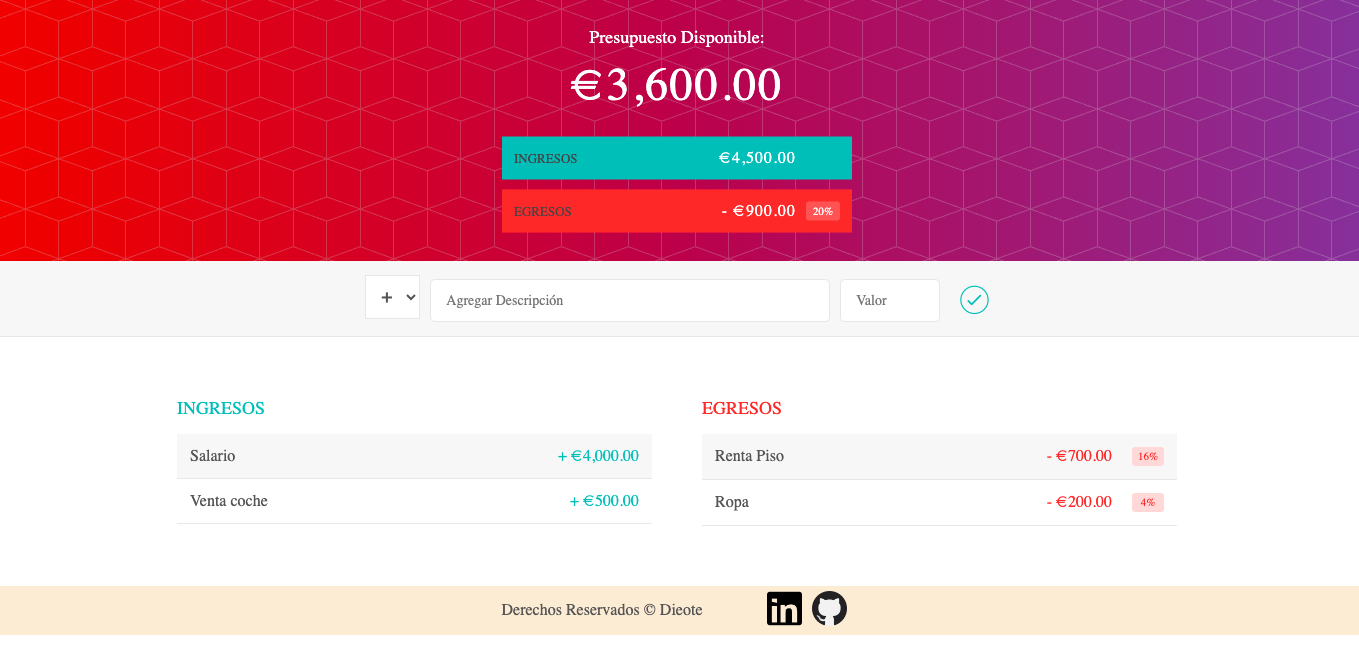 Presupuesto Disponible:
€3,600.00
INGRESOS €4,500.00
EGRESOS - €900.00 20%
+ Agregar Descripción Valor
INGRESOS
Salario + €4,000.00
Venta coche + €500.00
EGRESOS
Renta Piso - €700.00 16%
Ropa - €200.00 4%
Derechos Reservados © Dieote in